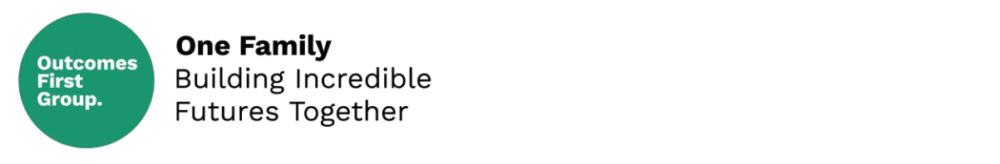 Outcomes
First
Group.
One Family
Building Incredible
Futures Together